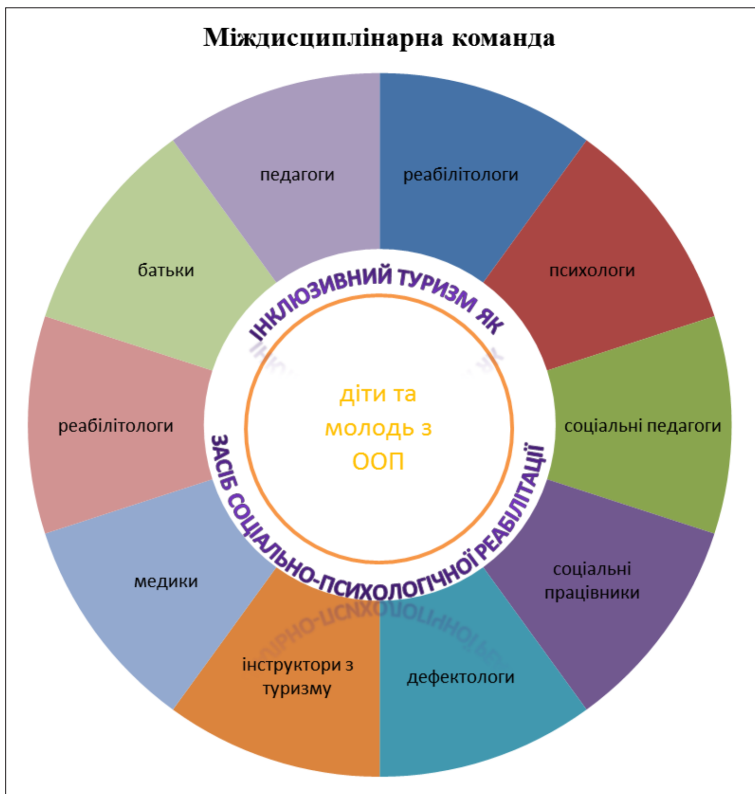 Міждисциплінарна команда
педагоги
реабілітологи
батьки
психологи
ІНКЛЮЗИВНИЙ ТУРИЗМ ЯК
діти та
молодь з
ООП
реабілітологи
соціальні педагоги
ЗАСІБ СОЦІАЛЬНО-ПСИХОЛОГІЧНОЇ РЕАБІЛІТАЦІЇ
медики
соціальні
працівники
інструктори з
туризму
дефектологи